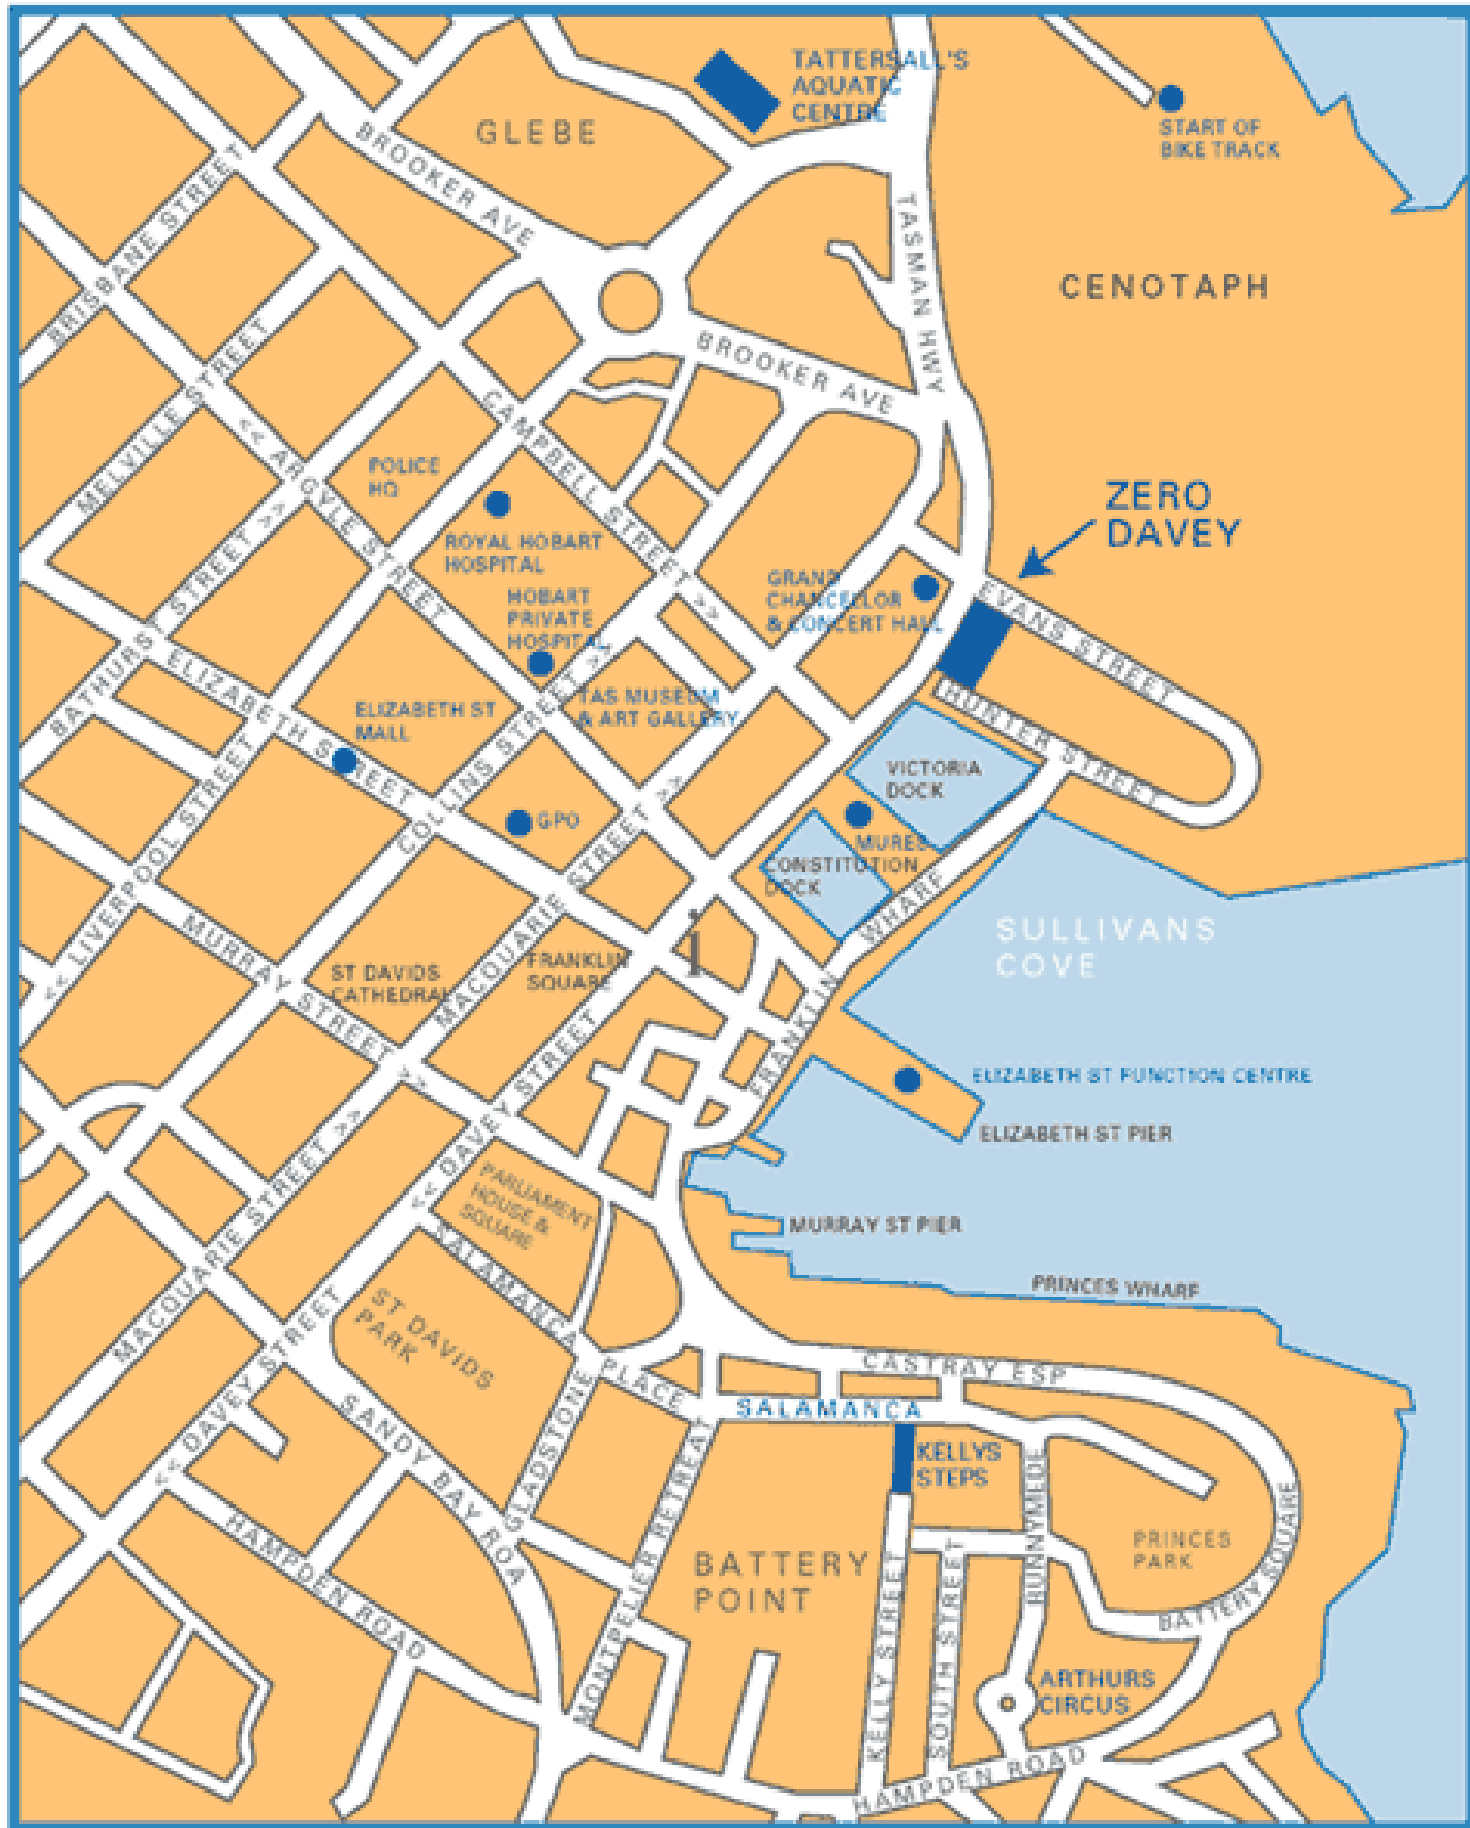 TATTERSALL'S
AQUATIC
CENTRE
START OF
BIKE TRACK
GLEBE
BROOKER AVE
BRISBANE STREET
TASMAN HWY
CENOTAPH
BROOKER AVE
MELVILLE STREET
CAMPBELL STREET >>
<< ARGYLE STREET
POLICE
HQ
ZERO
DAVEY
ROYAL HOBART
HOSPITAL
HOBART
PRIVATE
HOSPITAL
GRAND
CHANCELLOR
& CONCERT HALL
EVANS STREET
BATHURST STREET >>
ELIZABETH STREET
ELIZABETH ST
MALL
TAS MUSEUM
& ART GALLERY
HUNTER STREET
COLLINS STREET >>
VICTORIA
DOCK
GPO
MURES
CONSTITUTION
DOCK
<< LIVERPOOL STREET
MURRAY STREET >>
MACQUARIE STREET >>
FRANKLIN WHARF
SULLIVANS
COVE
i
ST DAVIDS
CATHEDRAL
FRANKLIN
SQUARE
ELIZABETH ST FUNCTION CENTRE
ELIZABETH ST PIER
<< DAVEY STREET
PARLIAMENT
HOUSE &
SQUARE
MURRAY ST PIER
PRINCES WHARF
MACQUARIE STREET >>
SALAMANCA PLACE
ST DAVIDS
PARK
CASTRAY ESP
SALAMANCA
<< DAVEY STREET
SANDY BAY ROA
GLADSTONE
MONTPELIER RETREAT
KELLYS
STEPS
RUNNYMEDE
PRINCES
PARK
BATTERY SQUARE
HAMPDEN ROAD
BATTERY
POINT
KELLY STREET
SOUTH STREET
ARTHURS
CIRCUS
HAMPDEN ROAD